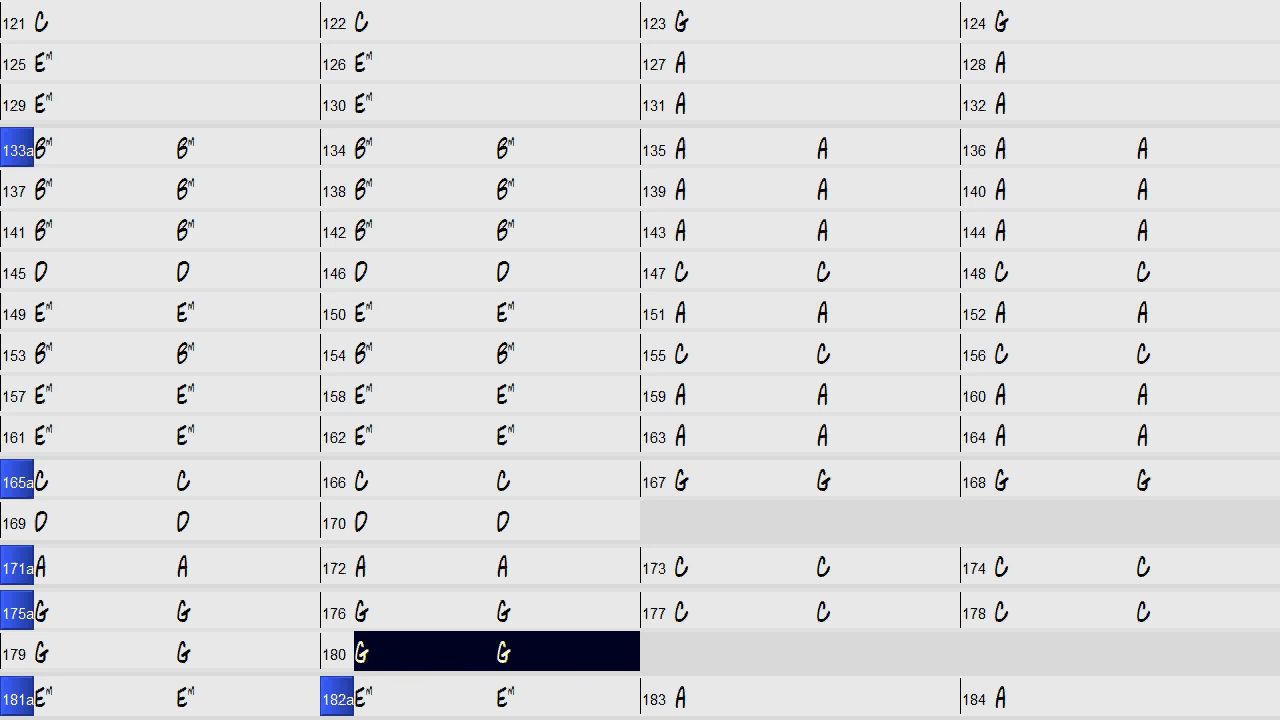 121 C 122 C 123 G 124 G
125 Eᴹ 126 Eᴹ 127 A 128 A
129 Eᴹ 130 Eᴹ 131 A 132 A
133a Bᴹ Bᴹ 134 Bᴹ Bᴹ 135 A A 136 A A
137 Bᴹ Bᴹ 138 Bᴹ Bᴹ 139 A A 140 A A
141 Bᴹ Bᴹ 142 Bᴹ Bᴹ 143 A A 144 A A
145 D D 146 D D 147 C C 148 C C
149 Eᴹ Eᴹ 150 Eᴹ Eᴹ 151 A A 152 A A
153 Bᴹ Bᴹ 154 Bᴹ Bᴹ 155 C C 156 C C
157 Eᴹ Eᴹ 158 Eᴹ Eᴹ 159 A A 160 A A
161 Eᴹ Eᴹ 162 Eᴹ Eᴹ 163 A A 164 A A
165a C C 166 C C 167 G G 168 G G
169 D D 170 D D
171a A A 172 A A 173 C C 174 C C
175a G G 176 G G 177 C C 178 C C
179 G G 180 G G
181a Eᴹ Eᴹ 182a Eᴹ Eᴹ 183 A 184 A